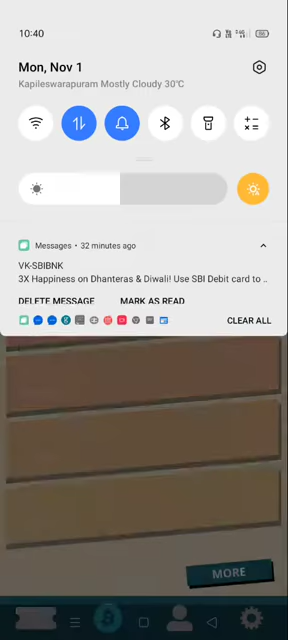 10:40
Mon, Nov 1
Kapileswarapuram Mostly Cloudy 30°C
Messages • 32 minutes ago
VK-SBIBNK
3X Happiness on Dhanteras & Diwali! Use SBI Debit card to ..
DELETE MESSAGE MARK AS READ
CLEAR ALL
MORE